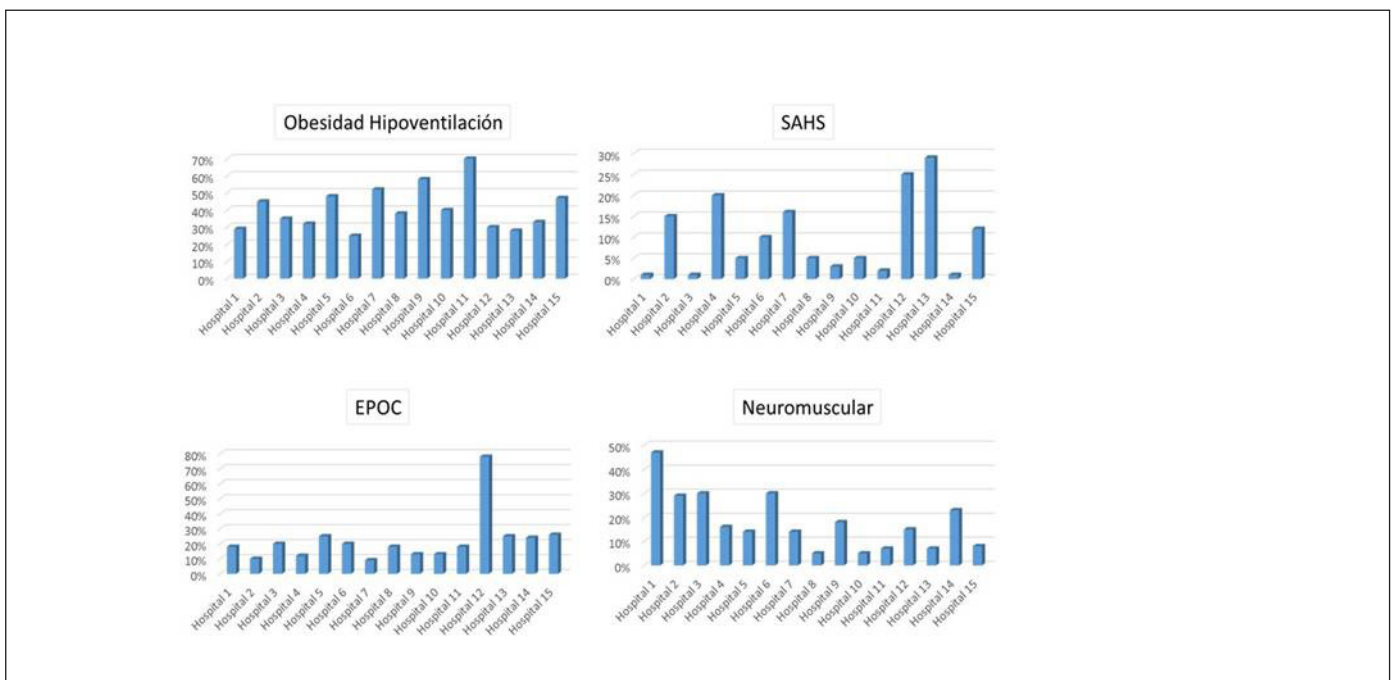 Obesidad Hipoventilación
70%
60%
50%
40%
30%
20%
10%
0%
Hospital 1
Hospital 2
Hospital 3
Hospital 4
Hospital 5
Hospital 6
Hospital 7
Hospital 8
Hospital 9
Hospital 10
Hospital 11
Hospital 12
Hospital 13
Hospital 14
Hospital 15
SAHS
30%
25%
20%
15%
10%
5%
0%
Hospital 1
Hospital 2
Hospital 3
Hospital 4
Hospital 5
Hospital 6
Hospital 7
Hospital 8
Hospital 9
Hospital 10
Hospital 11
Hospital 12
Hospital 13
Hospital 14
Hospital 15
EPOC
80%
70%
60%
50%
40%
30%
20%
10%
0%
Hospital 1
Hospital 2
Hospital 3
Hospital 4
Hospital 5
Hospital 6
Hospital 7
Hospital 8
Hospital 9
Hospital 10
Hospital 11
Hospital 12
Hospital 13
Hospital 14
Hospital 15
Neuromuscular
50%
40%
30%
20%
10%
0%
Hospital 1
Hospital 2
Hospital 3
Hospital 4
Hospital 5
Hospital 6
Hospital 7
Hospital 8
Hospital 9
Hospital 10
Hospital 11
Hospital 12
Hospital 13
Hospital 14
Hospital 15